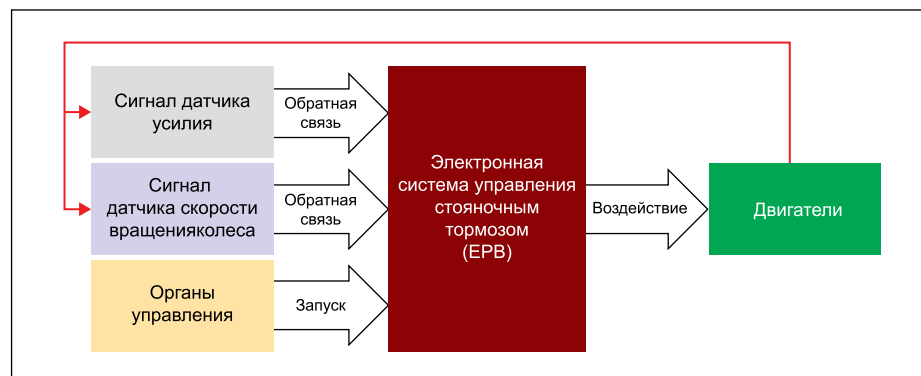 Сигнал датчика
усилия
Обратная
связь
Сигнал
датчика скорости
вращенияколеса
Обратная
связь
Органы
управления
Запуск
Электронная
система управления
стояночным
тормозом
(EPB)
Воздействие
Двигатели